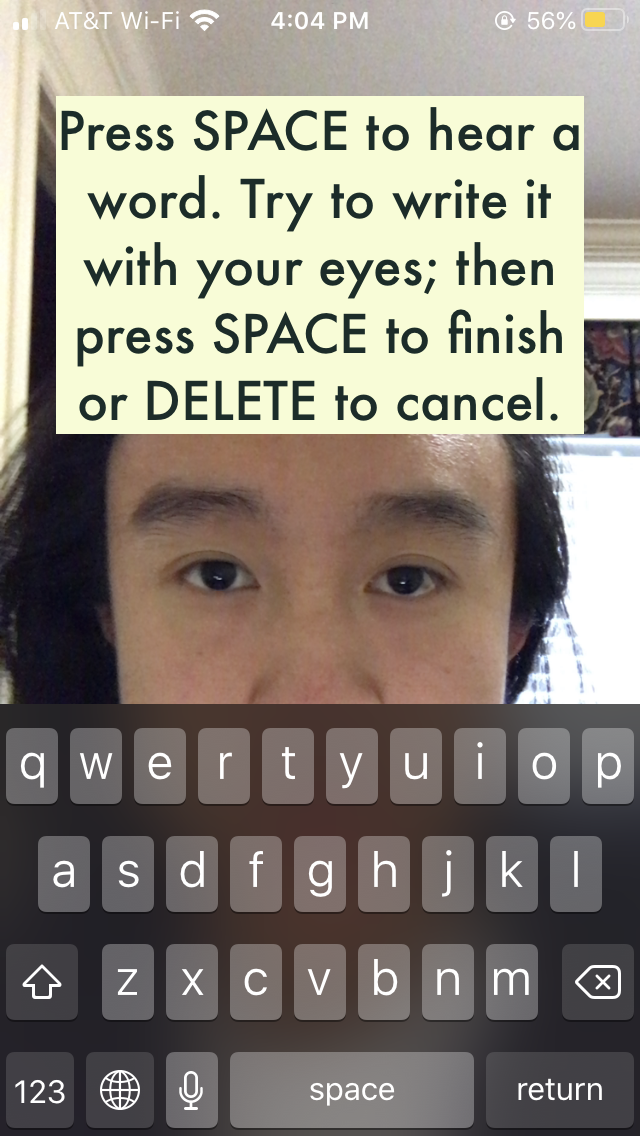 AT&T Wi-Fi 4:04 PM 56%
Press SPACE to hear a
word. Try to write it
with your eyes; then
press SPACE to finish
or DELETE to cancel.
q w e r t y u i o p
a s d f g h j k l
z x c v b n m
123 space return